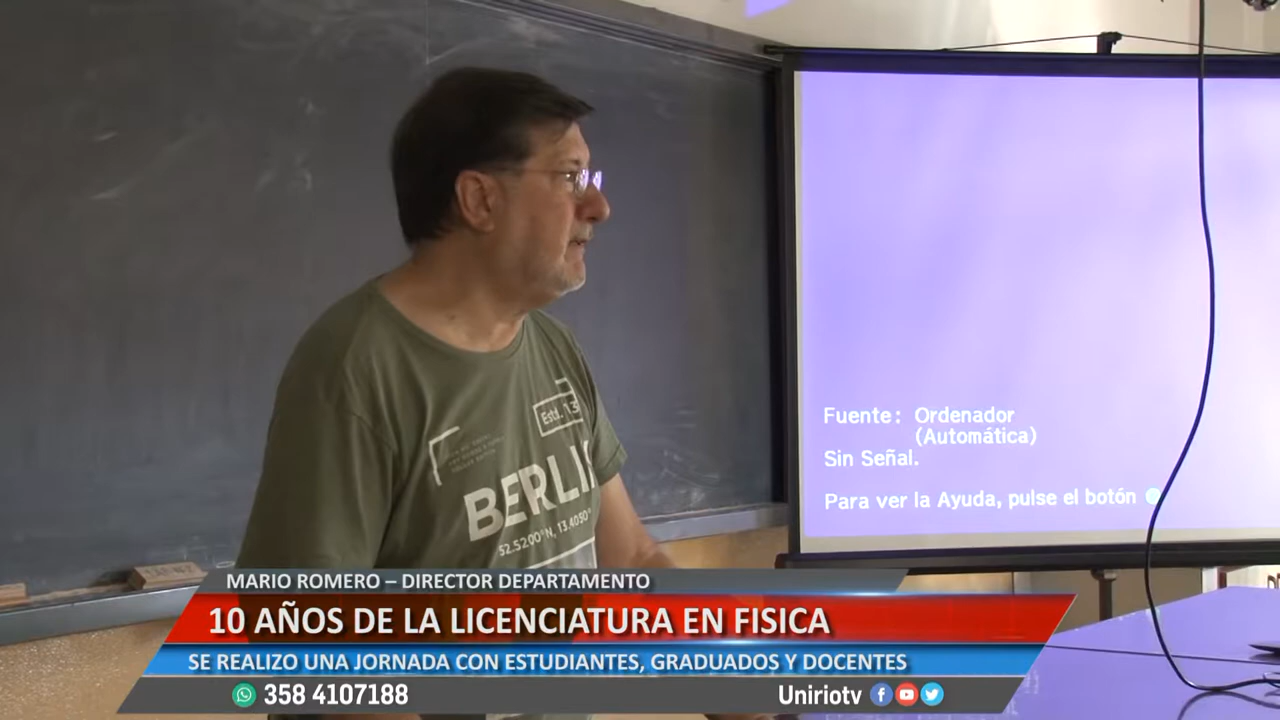 Fuente: Ordenador
(Automática)
Sin Señal.
Para ver la Ayuda, pulse el botón
Estd.
BERLI
52.5200° N, 13.4050°
MARIO ROMERO – DIRECTOR DEPARTAMENTO
10 AÑOS DE LA LICENCIATURA EN FISICA
SE REALIZO UNA JORNADA CON ESTUDIANTES, GRADUADOS Y DOCENTES
358 4107188
Uniriotv